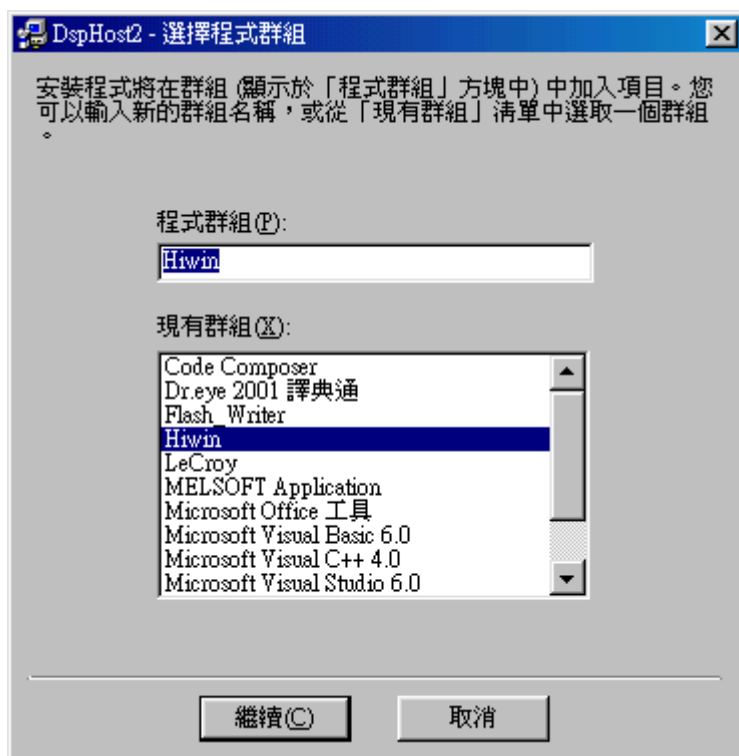 DspHost2 - 選擇程式群組
安裝程式將在群組 (顯示於「程式群組」方塊中) 中加入項目。您
可以輸入新的群組名稱，或從「現有群組」清單中選取一個群組
。
程式群組(P):
Hiwin
現有群組(X):
Code Composer
Dr.eye 2001 譯典通
Flash_Writer
Hiwin
LeCroy
MELSOFT Application
Microsoft Office 工具
Microsoft Visual Basic 6.0
Microsoft Visual C++ 4.0
Microsoft Visual Studio 6.0
繼續(C)
取消